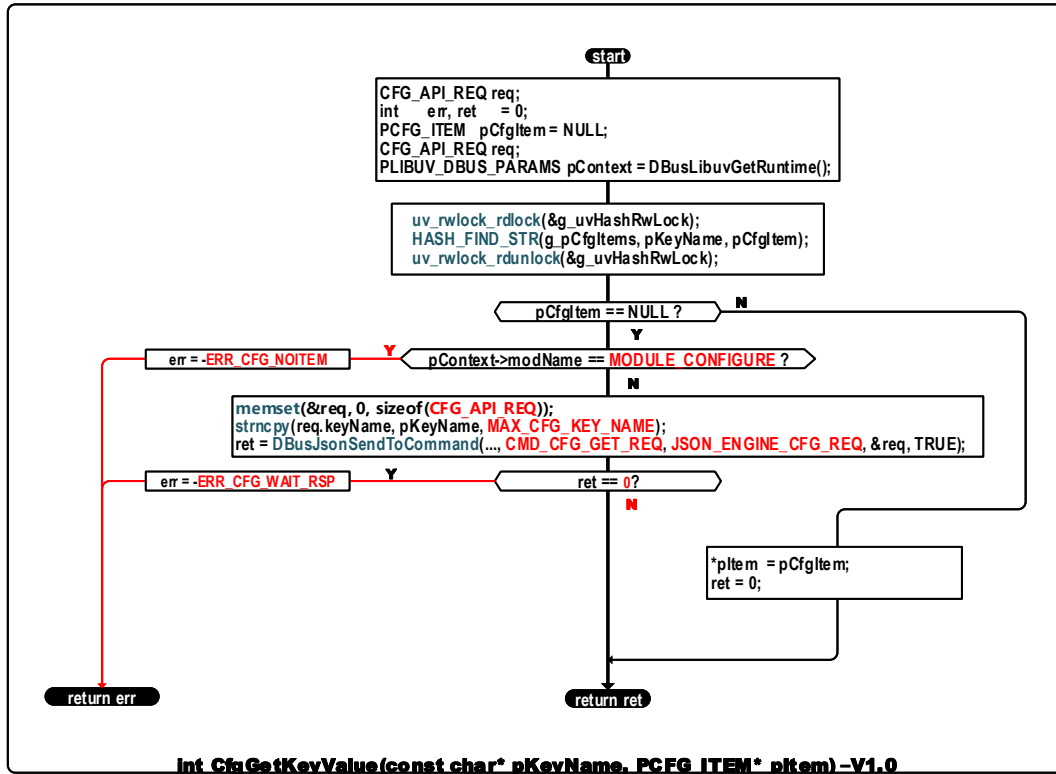 start
CFG_API_REQ req;
int err, ret = 0;
PCFG_ITEM pCfgItem = NULL;
CFG_API_REQ req;
PLIBUV_DBUS_PARAMS pContext = DBusLibuvGetRuntime();
uv_rwlock_rdlock(&g_uvHashRwLock);
HASH_FIND_STR(g_pCfgItems, pKeyName, pCfgItem);
uv_rwlock_rdunlock(&g_uvHashRwLock);
pCfgItem == NULL ?
N
Y
err = -ERR_CFG_NOITEM
Y
pContext->modName == MODULE_CONFIGURE ?
N
memset(&req, 0, sizeof(CFG_API_REQ));
strncpy(req.keyName, pKeyName, MAX_CFG_KEY_NAME);
ret = DBusJsonSendToCommand(..., CMD_CFG_GET_REQ, JSON_ENGINE_CFG_REQ, &req, TRUE);
err = -ERR_CFG_WAIT_RSP
Y
ret == 0?
N
*pItem = pCfgItem;
ret = 0;
return err
return ret
int CfgGetKeyValue(const char* pKeyName, PCFG_ITEM* pItem) –V1.0